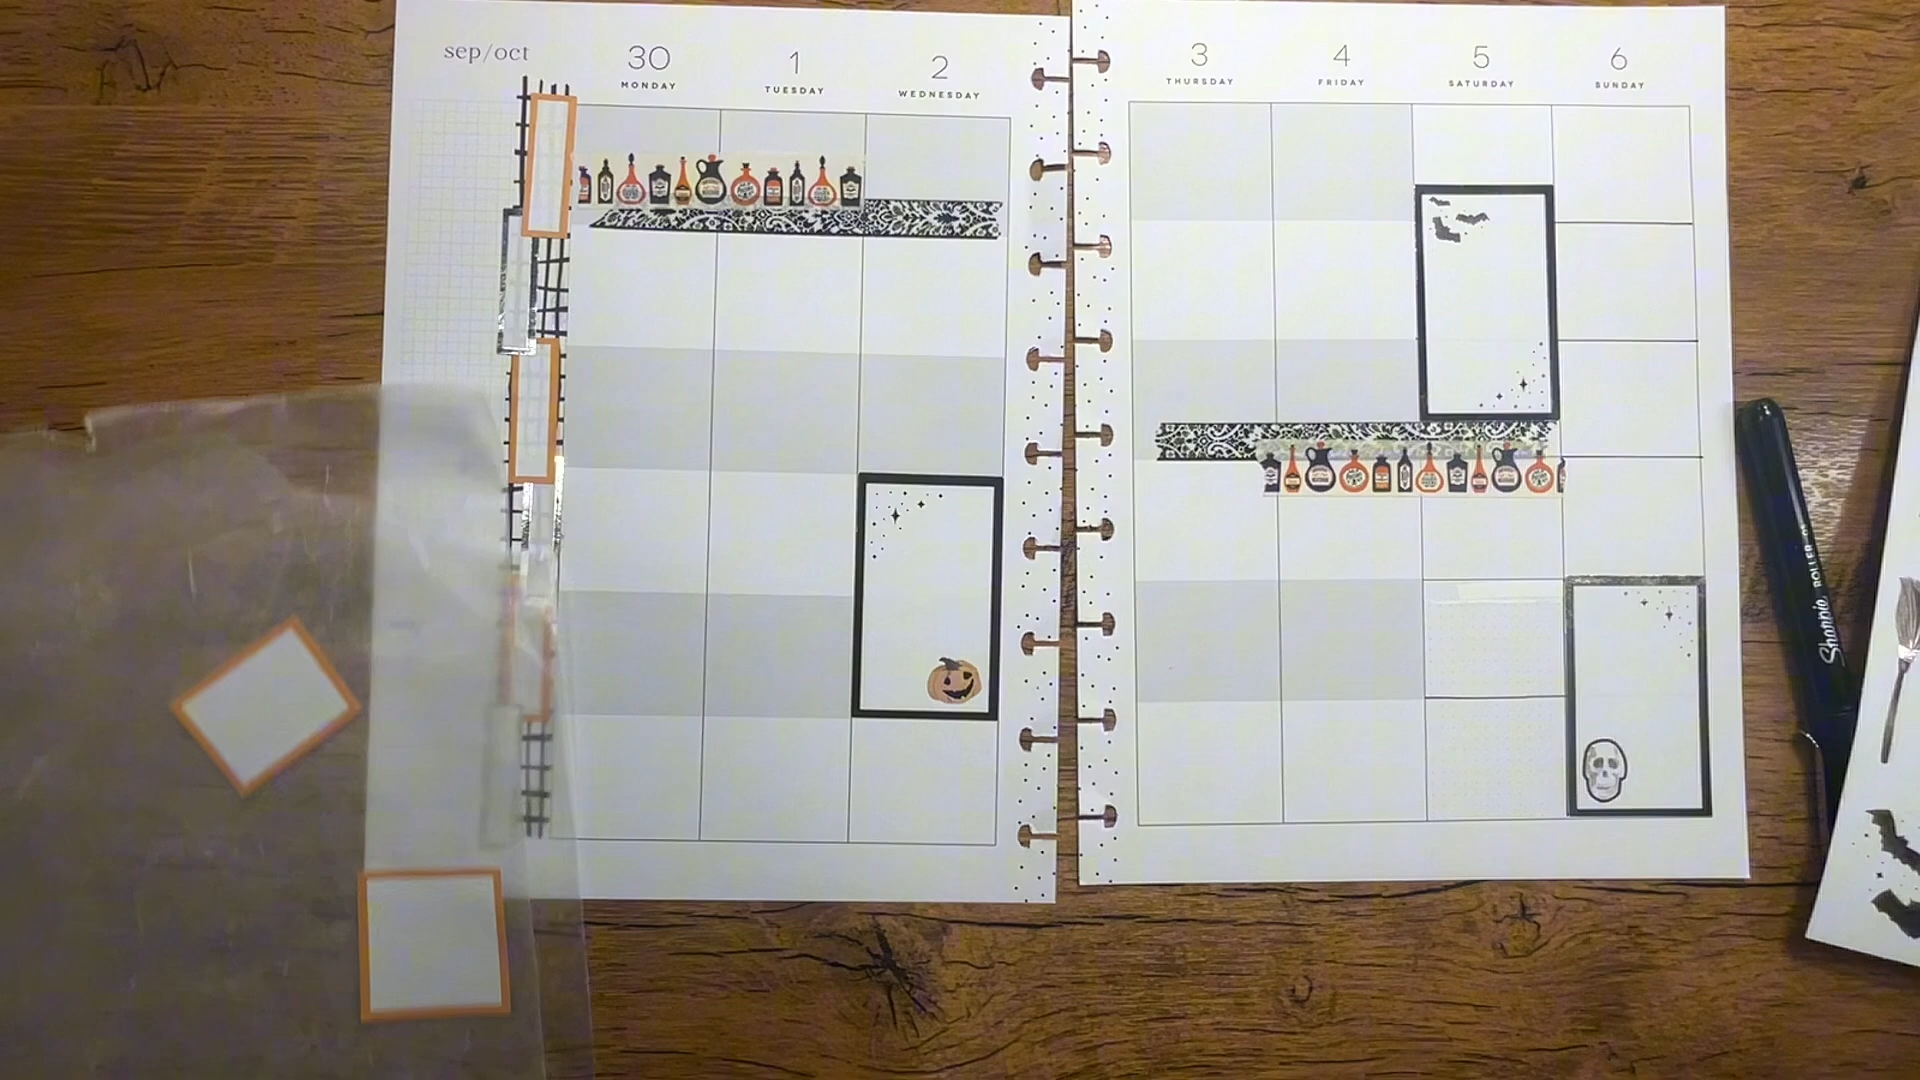 sep/oct
30
MONDAY
1
TUESDAY
2
WEDNESDAY
3
THURSDAY
4
FRIDAY
5
SATURDAY
6
SUNDAY
Sharpie ROLLER